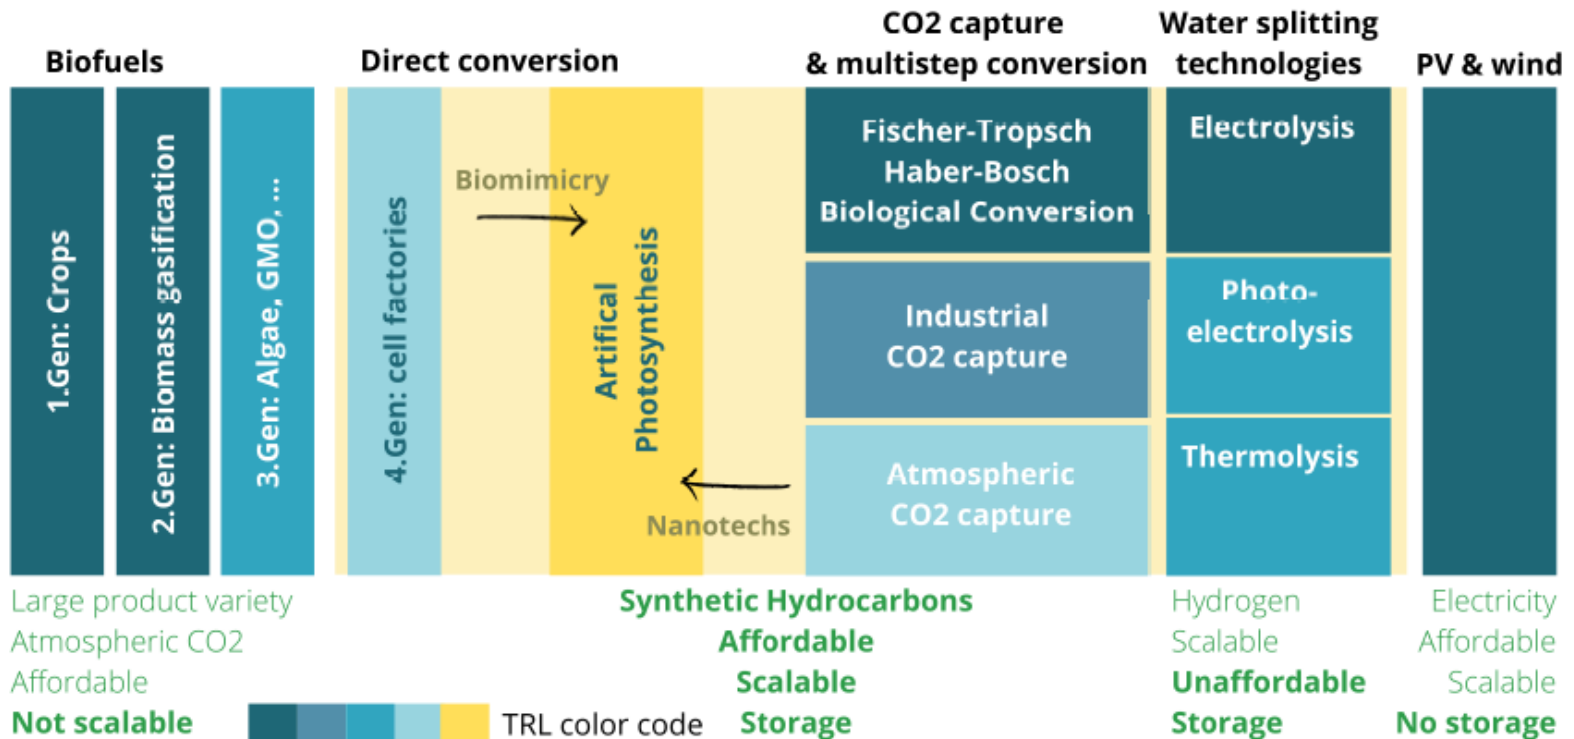 Biofuels
Direct conversion
CO2 capture
& multistep conversion
Water splitting
technologies
PV & wind
1.Gen: Crops
2.Gen: Biomass gasification
3.Gen: Algae, GMO, ...
4.Gen: cell factories
Biomimicry
Artifical
Photosynthesis
Nanotechs
Fischer-Tropsch
Haber-Bosch
Biological Conversion
Industrial
CO2 capture
Atmospheric
CO2 capture
Electrolysis
Photo-
electrolysis
Thermolysis
Large product variety
Atmospheric CO2
Affordable
Not scalable
TRL color code
Synthetic Hydrocarbons
Affordable
Scalable
Storage
Hydrogen
Scalable
Unaffordable
Storage
Electricity
Affordable
Scalable
No storage